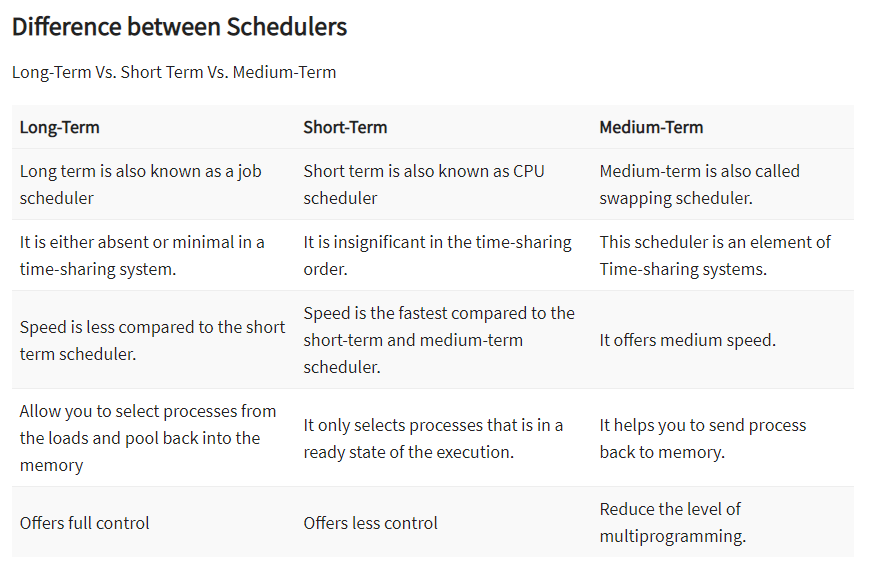 Difference between Schedulers
Long-Term Vs. Short Term Vs. Medium-Term
Long-Term
Short-Term
Medium-Term
Long term is also known as a job
scheduler
Short term is also known as CPU
scheduler
Medium-term is also called
swapping scheduler.
It is either absent or minimal in a
time-sharing system.
It is insignificant in the time-sharing
order.
This scheduler is an element of
Time-sharing systems.
Speed is less compared to the short
term scheduler.
Speed is the fastest compared to the
short-term and medium-term
scheduler.
It offers medium speed.
Allow you to select processes from
the loads and pool back into the
memory
It only selects processes that is in a
ready state of the execution.
It helps you to send process
back to memory.
Offers full control
Offers less control
Reduce the level of
multiprogramming.